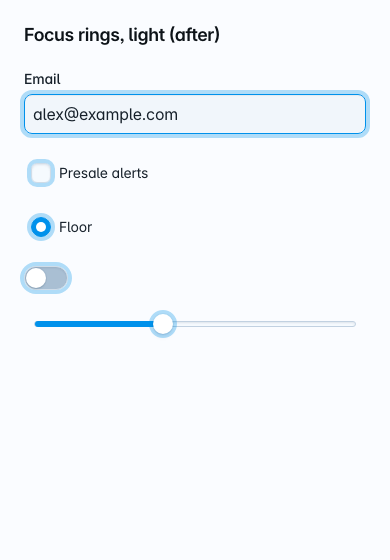 Focus rings, light (after)
Email
alex@example.com
Presale alerts
Floor